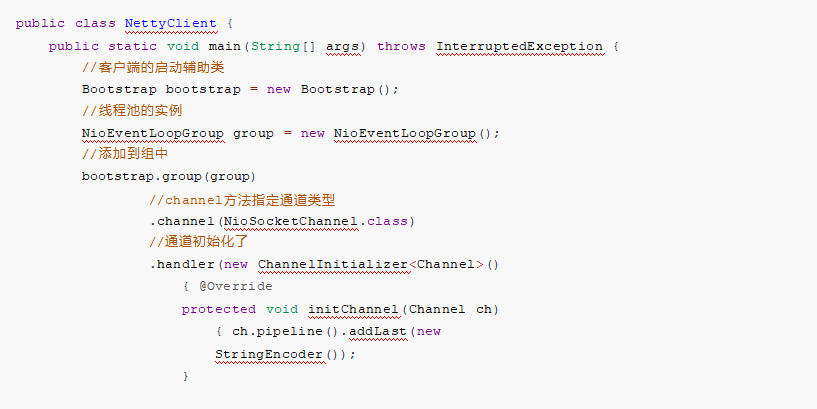 public class NettyClient {
public static void main(String[] args) throws InterruptedException {
//客户端的启动辅助类
Bootstrap bootstrap = new Bootstrap();
//线程池的实例
NioEventLoopGroup group = new NioEventLoopGroup();
//添加到组中
bootstrap.group(group)
//channel方法指定通道类型
.channel(NioSocketChannel.class)
//通道初始化了
.handler(new ChannelInitializer<Channel>()
{ @Override
protected void initChannel(Channel ch)
{ ch.pipeline().addLast(new
StringEncoder());
}